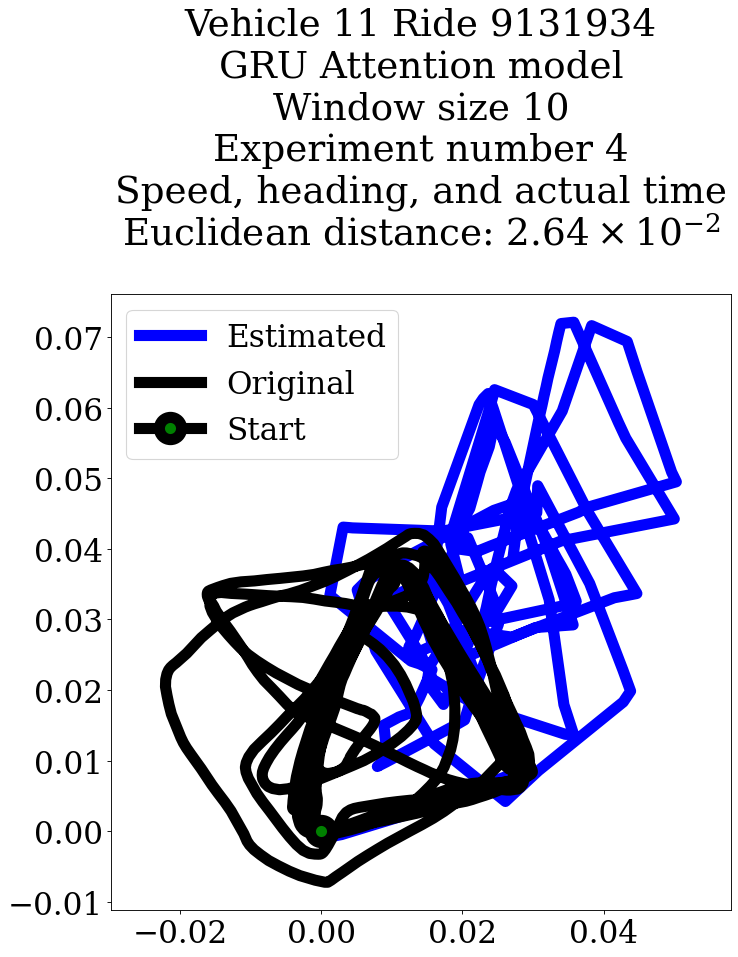 Vehicle 11 Ride 9131934
GRU Attention model
Window size 10
Experiment number 4
Speed, heading, and actual time
Euclidean distance: 2.64 × 10⁻²
Estimated
Original
Start
0.07
0.06
0.05
0.04
0.03
0.02
0.01
0.00
−0.01
−0.02 0.00 0.02 0.04